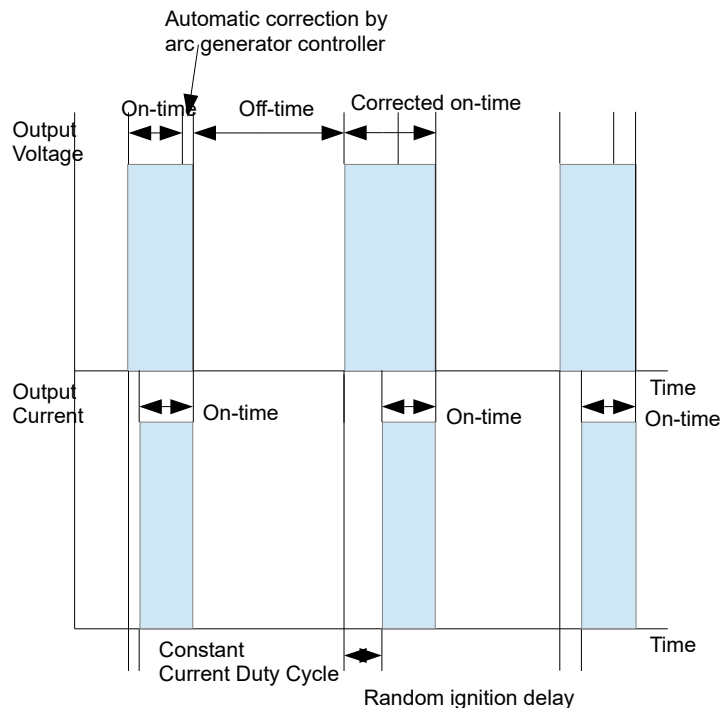 Automatic correction by
arc generator controller
On-time
Off-time
Corrected on-time
Output
Voltage
Time
Output
Current
On-time
On-time
On-time
Time
Constant
Current Duty Cycle
Random ignition delay